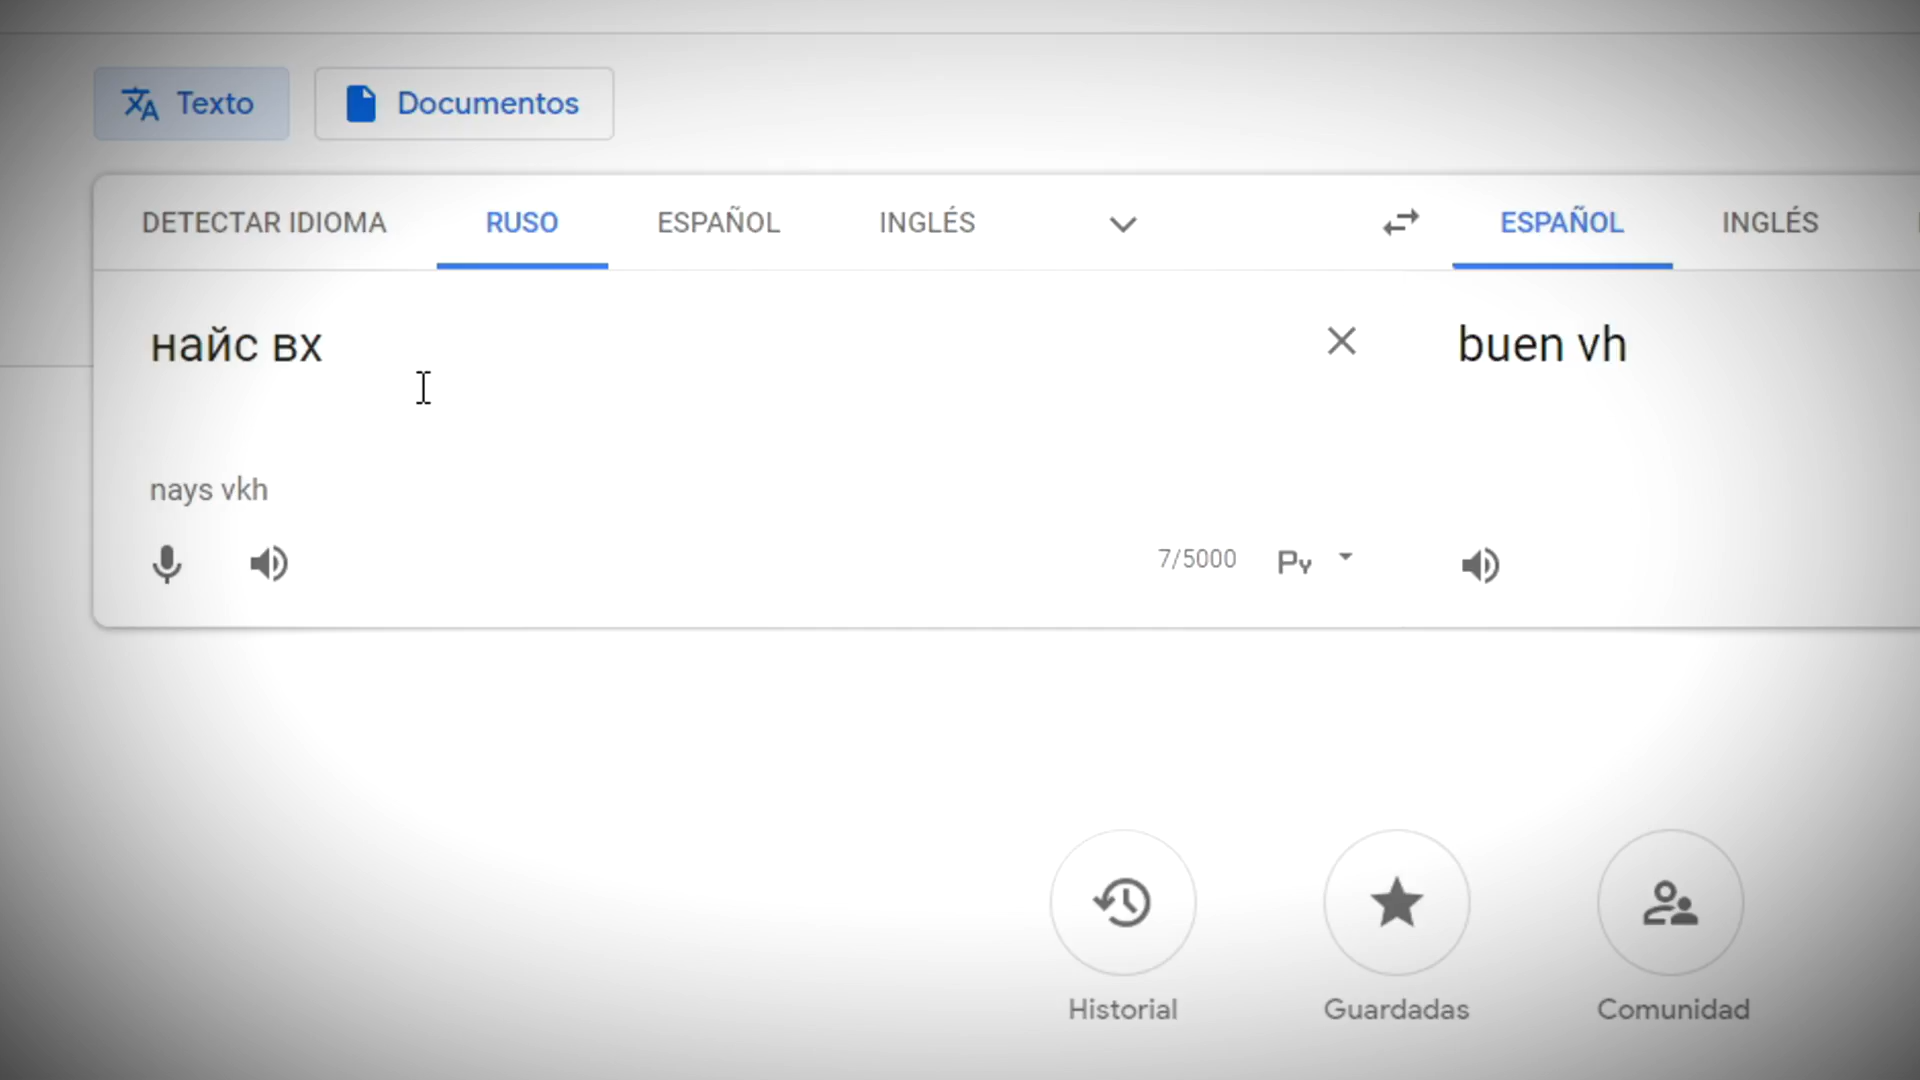 Texto Documentos
DETECTAR IDIOMA RUSO ESPAÑOL INGLÉS ESPAÑOL INGLÉS
найс вх buen vh
nays vkh
7/5000
Historial Guardadas Comunidad